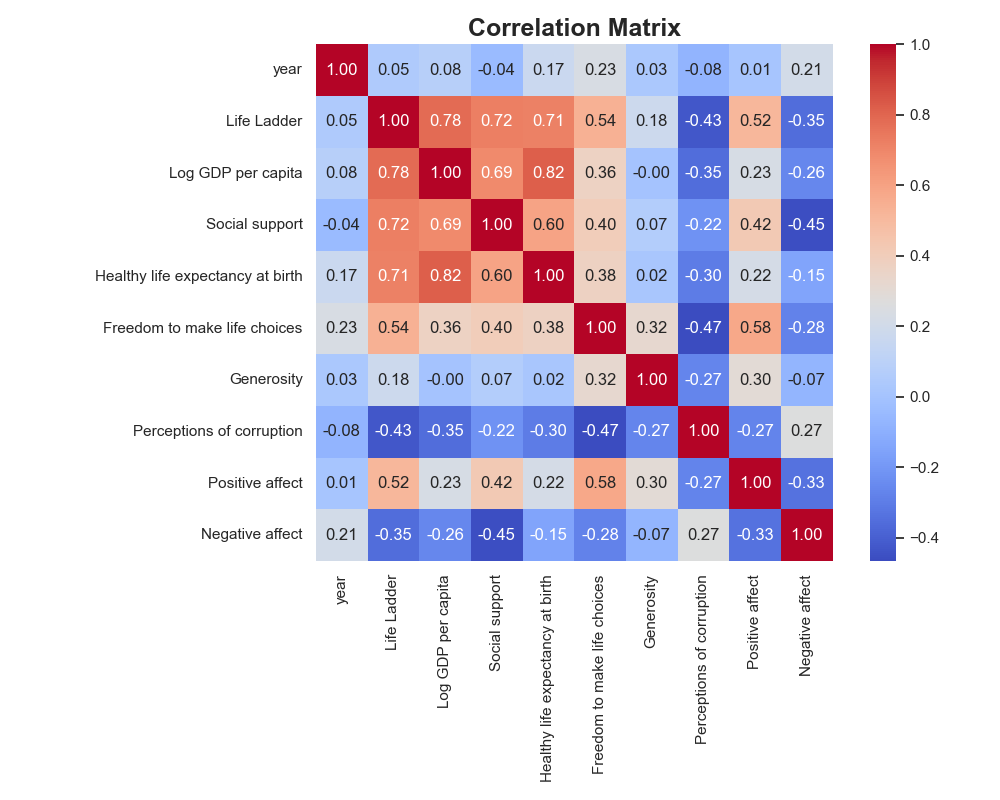 Correlation Matrix
year 1.00 0.05 0.08 -0.04 0.17 0.23 0.03 -0.08 0.01 0.21
Life Ladder 0.05 1.00 0.78 0.72 0.71 0.54 0.18 -0.43 0.52 -0.35
Log GDP per capita 0.08 0.78 1.00 0.69 0.82 0.36 -0.00 -0.35 0.23 -0.26
Social support -0.04 0.72 0.69 1.00 0.60 0.40 0.07 -0.22 0.42 -0.45
Healthy life expectancy at birth 0.17 0.71 0.82 0.60 1.00 0.38 0.02 -0.30 0.22 -0.15
Freedom to make life choices 0.23 0.54 0.36 0.40 0.38 1.00 0.32 -0.47 0.58 -0.28
Generosity 0.03 0.18 -0.00 0.07 0.02 0.32 1.00 -0.27 0.30 -0.07
Perceptions of corruption -0.08 -0.43 -0.35 -0.22 -0.30 -0.47 -0.27 1.00 -0.27 0.27
Positive affect 0.01 0.52 0.23 0.42 0.22 0.58 0.30 -0.27 1.00 -0.33
Negative affect 0.21 -0.35 -0.26 -0.45 -0.15 -0.28 -0.07 0.27 -0.33 1.00
year
Life Ladder
Log GDP per capita
Social support
Healthy life expectancy at birth
Freedom to make life choices
Generosity
Perceptions of corruption
Positive affect
Negative affect
1.0
0.8
0.6
0.4
0.2
0.0
−0.2
−0.4